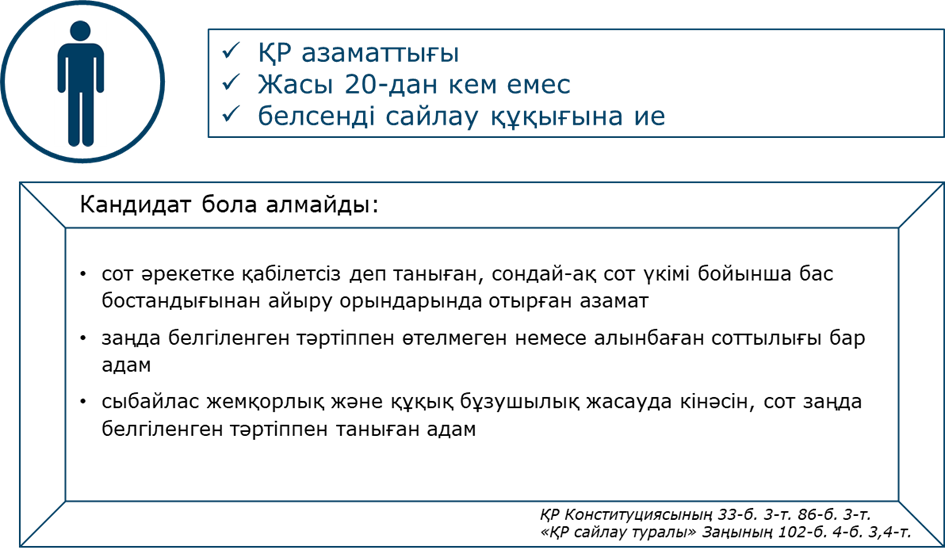 ✓ ҚР азаматтығы
✓ Жасы 20-дан кем емес
✓ белсенді сайлау құқығына ие
Кандидат бола алмайды:
• сот әрекетке қабілетсіз деп таныған, сондай-ақ сот үкімі бойынша бас
бостандығынан айыру орындарында отырған азамат
• заңда белгіленген тәртіппен өтелмеген немесе алынбаған соттылығы бар
адам
• сыбайлас жемқорлық және құқық бұзушылық жасауда кінәсін, сот заңда
белгіленген тәртіппен таныған адам
ҚР Конституциясының 33-б. 3-т. 86-б. 3-т.
«ҚР сайлау туралы» Заңының 102-б. 4-б. 3,4-т.